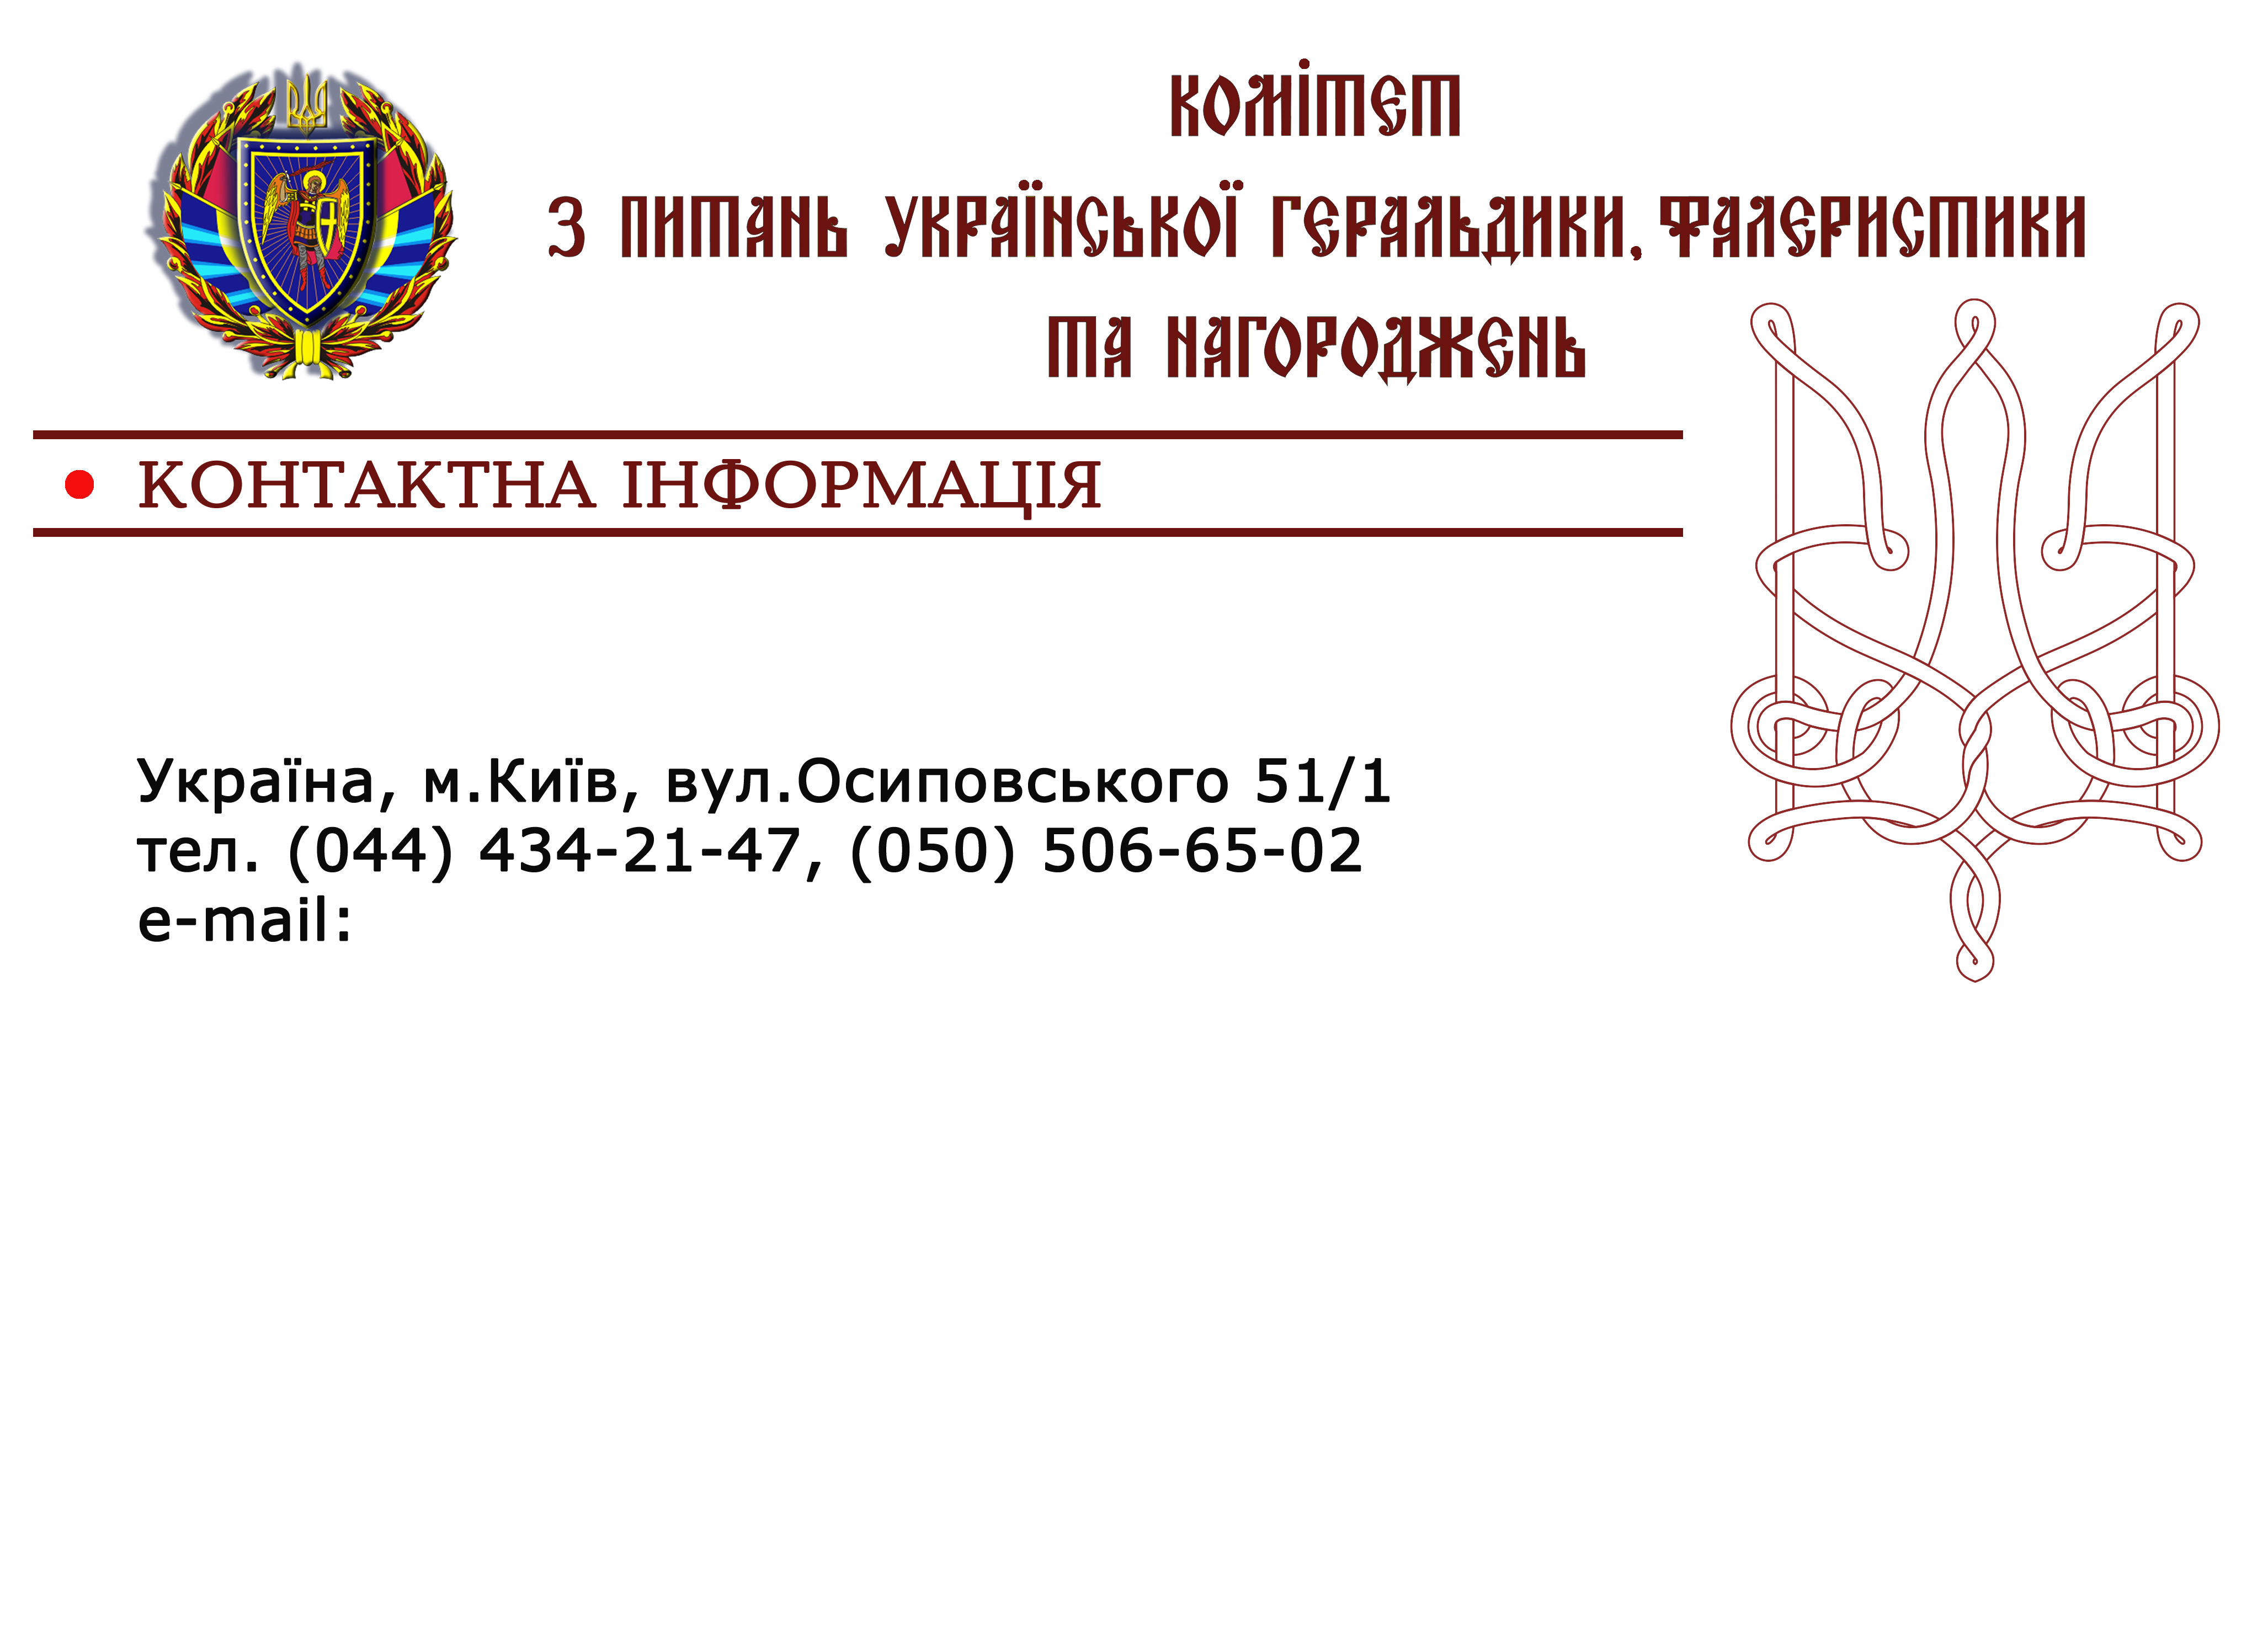 КОМІТЕТ
З ПИТАНЬ УКРАЇНСЬКОЇ ГЕРАЛЬДИКИ, ФАЛЕРИСТИКИ
ТА НАГОРОДЖЕНЬ
• КОНТАКТНА ІНФОРМАЦІЯ
Україна, м.Київ, вул.Осиповського 51/1
тел. (044) 434-21-47, (050) 506-65-02
e-mail: